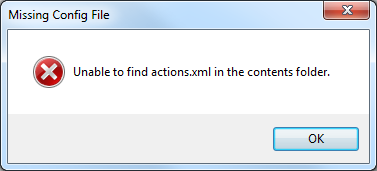 Missing Config File
Unable to find actions.xml in the contents folder.
OK